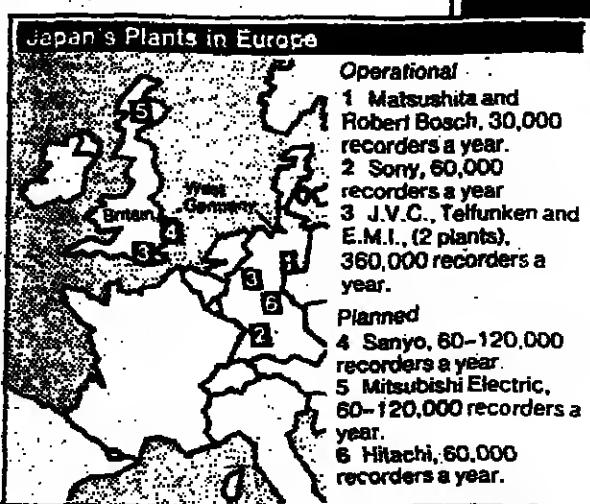 Japan's Plants in Europe
Operational
1 Matsushita and
Robert Bosch, 30,000
recorders a year.
2 Sony, 60,000
recorders a year
3 J.V.C., Telfunken and
E.M.I., (2 plants),
360,000 recorders a
year.
Planned
4 Sanyo, 60–120,000
recorders a year.
5 Mitsubishi Electric,
60–120,000 recorders a
year.
6 Hitachi, 60,000
recorders a year.
5
West
Germany
Britain
4
3
1
3
6
2